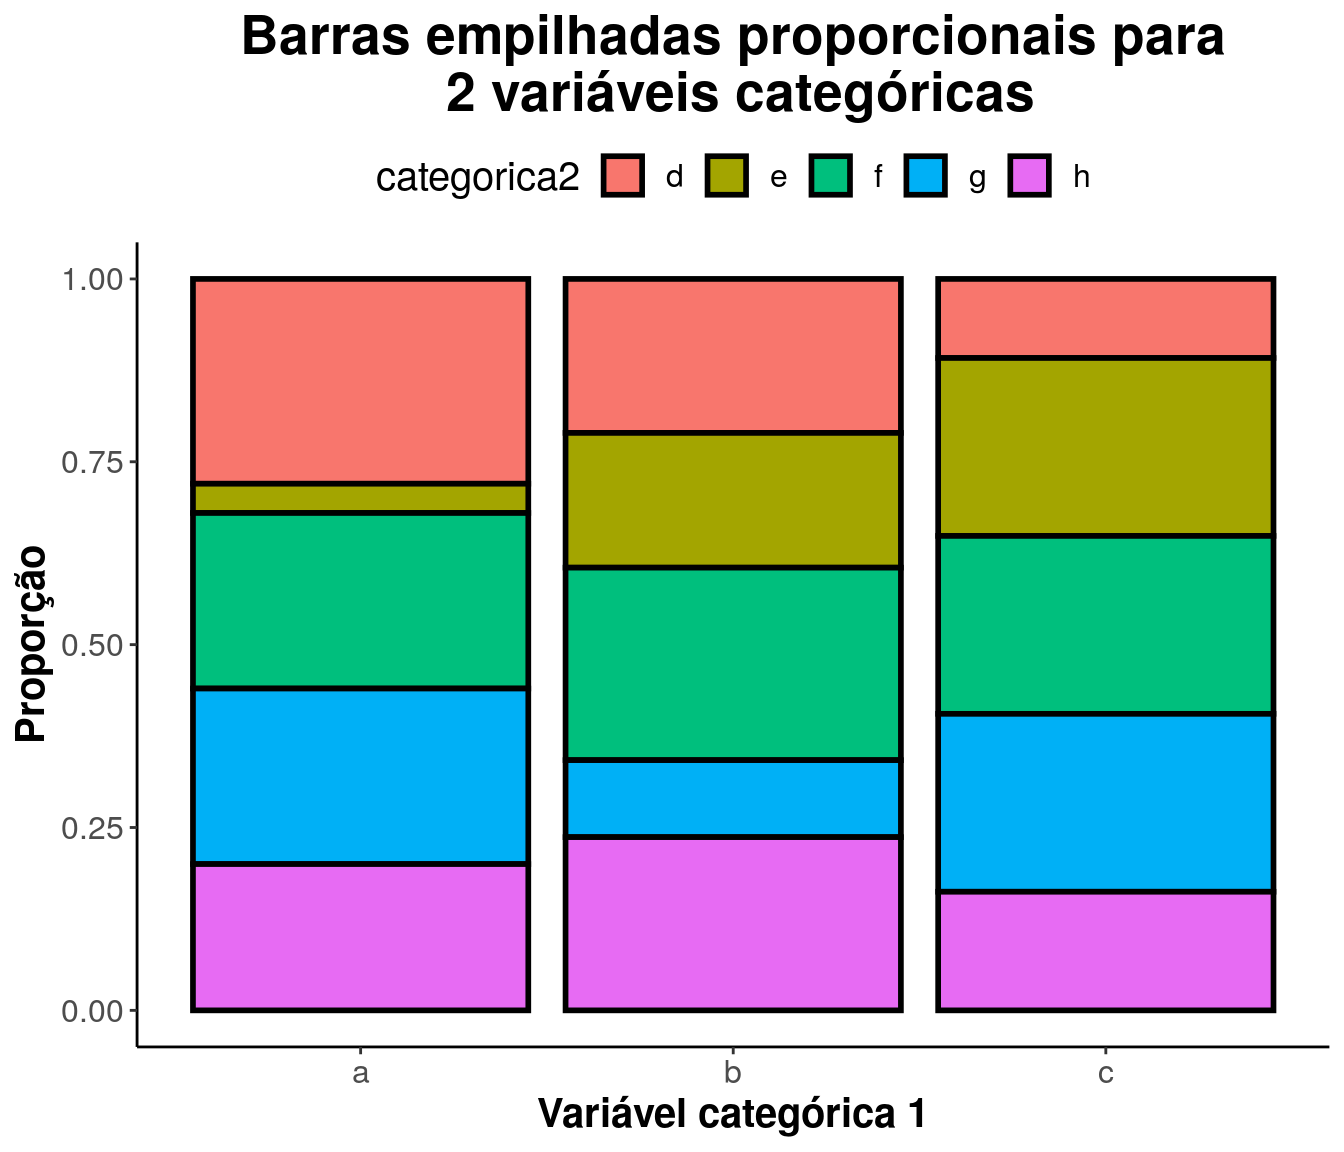 Barras empilhadas proporcionais para
2 variáveis categóricas
categorica2 d e f g h
1.00
0.75
0.50
0.25
0.00
Proporção
a b c
Variável categórica 1